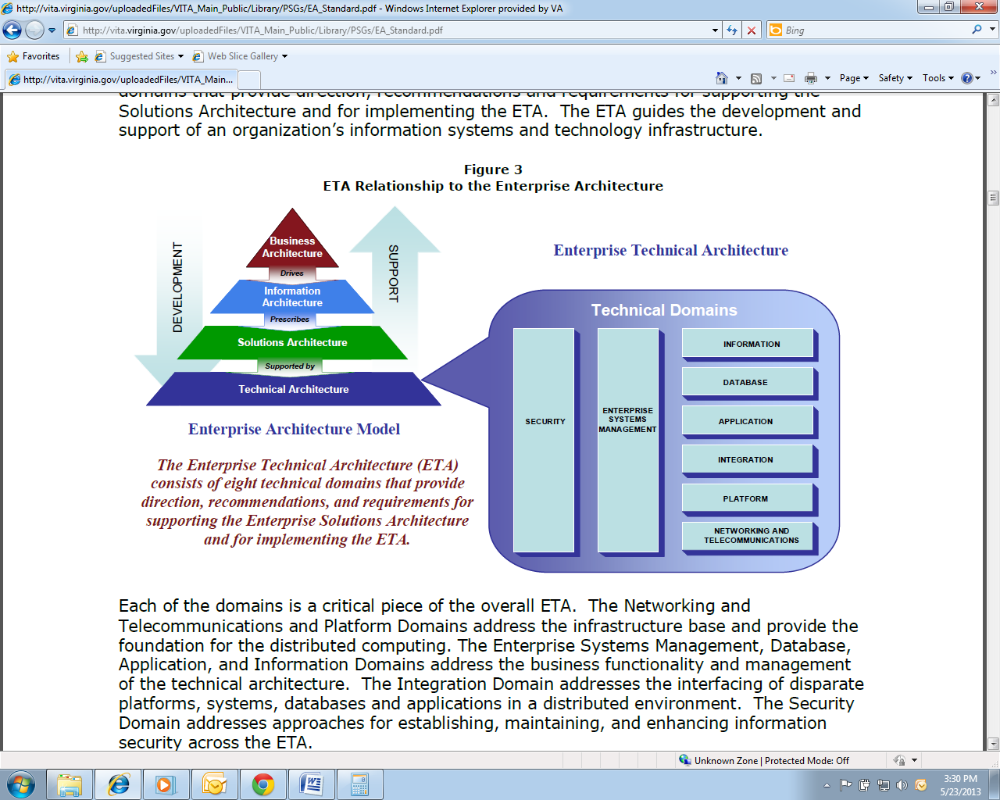 http://vita.virginia.gov/uploadedFiles/VITA_Main_Public/Library/PSGs/EA_Standard.pdf - Windows Internet Explorer provided by VA
http://vita.virginia.gov/uploadedFiles/VITA_Main_Public/Library/PSGs/EA_Standard.pdf
Bing
Favorites
Suggested Sites
Web Slice Gallery
http://vita.virginia.gov/uploadedFiles/VITA_Main...
Page
Safety
Tools
domains that provide direction, recommendations and requirements for supporting the
Solutions Architecture and for implementing the ETA.  The ETA guides the development and
support of an organization’s information systems and technology infrastructure.
Figure 3
ETA Relationship to the Enterprise Architecture
DEVELOPMENT
Business
Architecture
Drives
Information
Architecture
Prescribes
Solutions Architecture
Supported by
Technical Architecture
SUPPORT
Enterprise Architecture Model
The Enterprise Technical Architecture (ETA)
consists of eight technical domains that provide
direction, recommendations, and requirements for
supporting the Enterprise Solutions Architecture
and for implementing the ETA.
Enterprise Technical Architecture
Technical Domains
SECURITY
ENTERPRISE
SYSTEMS
MANAGEMENT
INFORMATION
DATABASE
APPLICATION
INTEGRATION
PLATFORM
NETWORKING AND
TELECOMMUNICATIONS
Each of the domains is a critical piece of the overall ETA.  The Networking and
Telecommunications and Platform Domains address the infrastructure base and provide the
foundation for the distributed computing. The Enterprise Systems Management, Database,
Application, and Information Domains address the business functionality and management
of the technical architecture.  The Integration Domain addresses the interfacing of disparate
platforms, systems, databases and applications in a distributed environment.  The Security
Domain addresses approaches for establishing, maintaining, and enhancing information
security across the ETA.
Unknown Zone | Protected Mode: Off
3:30 PM
5/23/2013